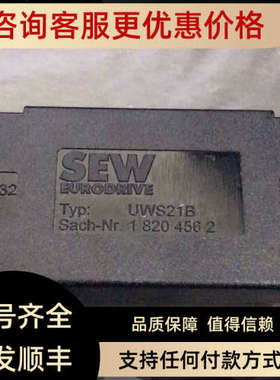 咨询客服更优惠价格
32
SEW
EURODRIVE
Typ: UWS21B
Sach-Nr. 1 820 456 2
号齐全
品质保障 值得信赖
发顺丰
支持任何付款方式